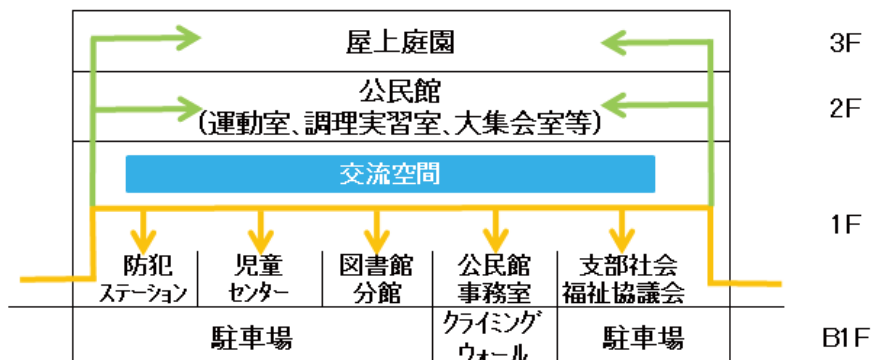 屋上庭園
3F
公民館
(運動室、調理実習室、大集会室等)
2F
交流空間
1F
防犯
ステーション
児童
センター
図書館
分館
公民館
事務室
支部社会
福祉協議会
駐車場
クライミング
ウォール
駐車場
B1F